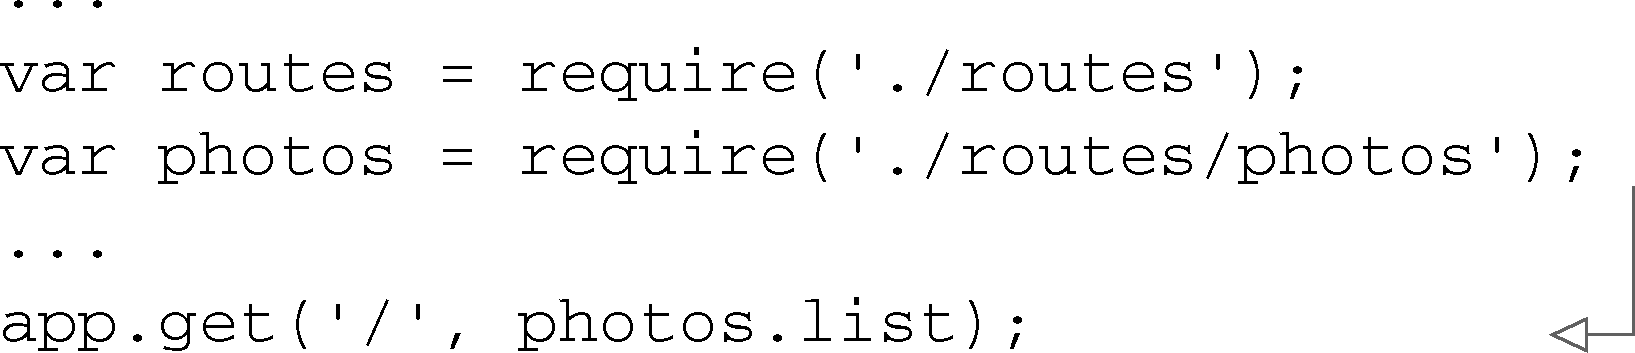 ...
var routes = require('./routes');
var photos = require('./routes/photos');
...
app.get('/', photos.list);